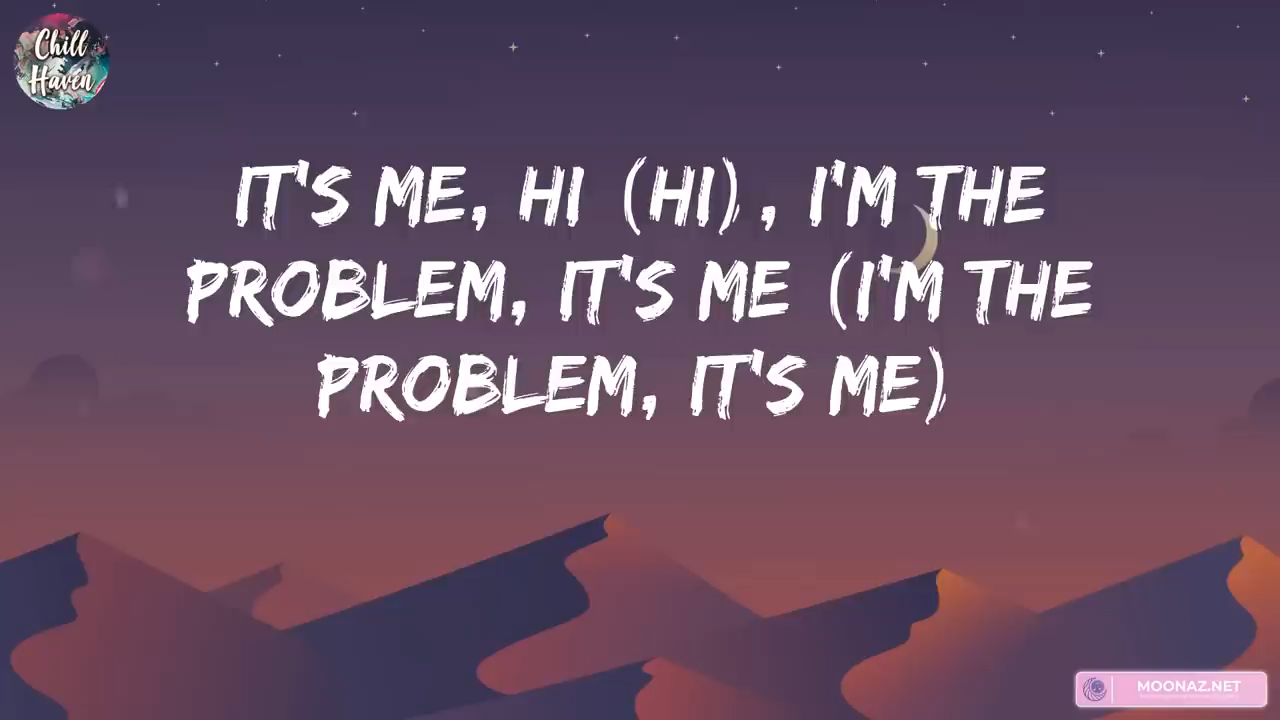 Chill
Haven
IT'S ME, HI (HI), I'M THE
PROBLEM, IT'S ME (I'M THE
PROBLEM, IT'S ME)
MOONAZ.NET